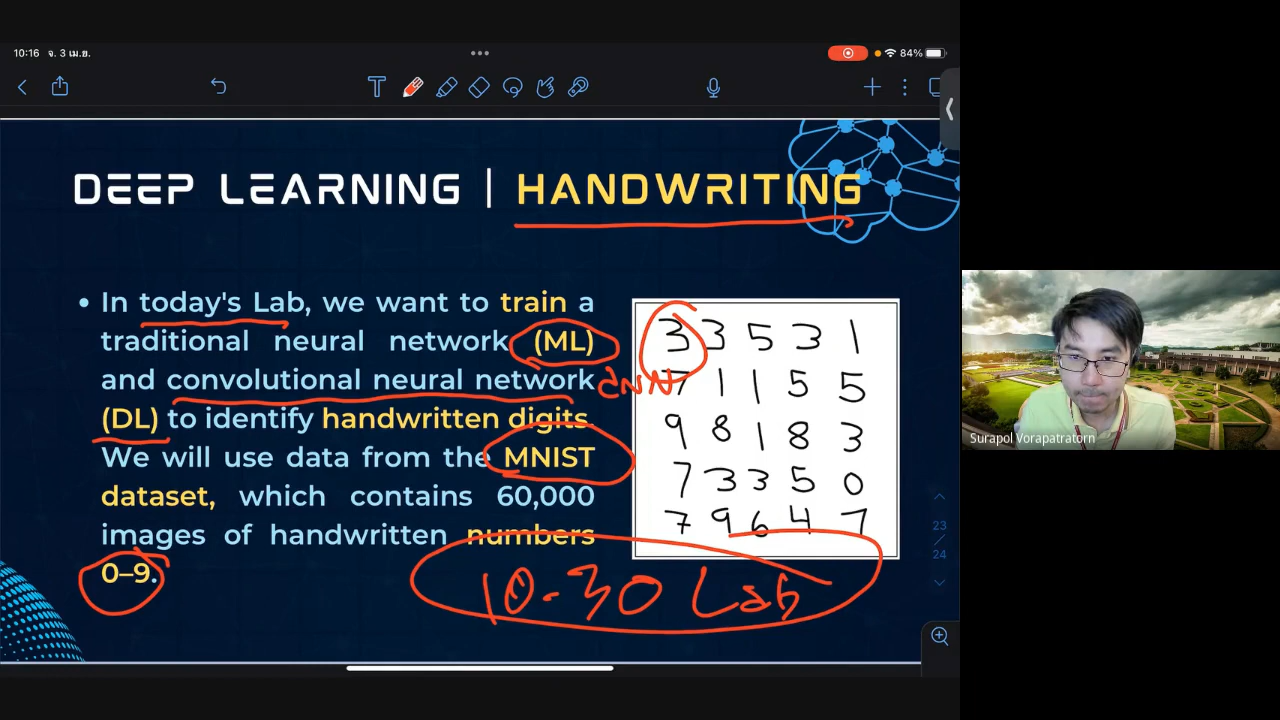 10:16 จ. 3 เม.ย.
84%
DEEP LEARNING | HANDWRITING
• In today's Lab, we want to train a
traditional neural network (ML)
and convolutional neural network
CNN
(DL) to identify handwritten digits.
We will use data from the MNIST
dataset, which contains 60,000
images of handwritten numbers
0–9.
3 3 5 3 1
7 1 1 5 5
9 8 1 8 3
7 3 3 5 0
7 9 6 4 7
10-30 Lab
23
24
Surapol Vorapatratorn